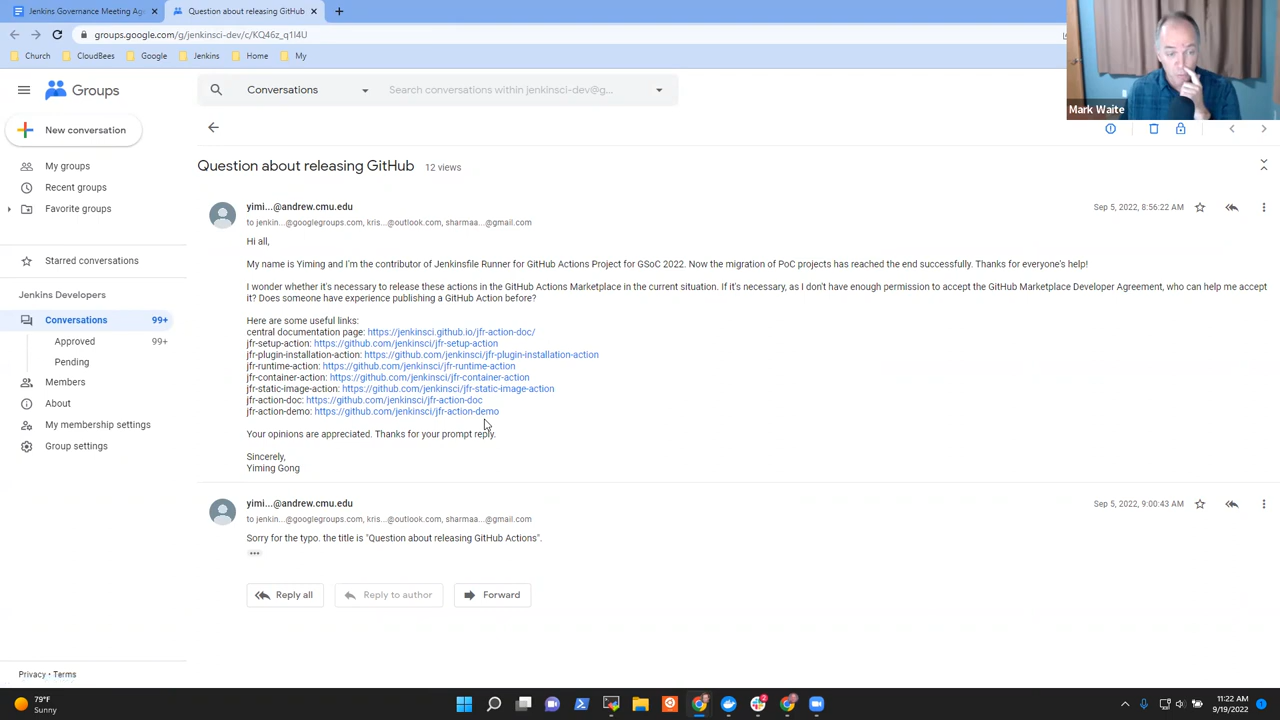 Jenkins Governance Meeting Ag
Question about releasing GitHub
groups.google.com/g/jenkinsci-dev/c/KQ46z_q1I4U
Church
CloudBees
Google
Jenkins
Home
My
Mark Waite
Groups
Conversations
Search conversations within jenkinsci-dev@g...
New conversation
My groups
Recent groups
Favorite groups
Starred conversations
Jenkins Developers
Conversations 99+
Approved 99+
Pending
Members
About
My membership settings
Group settings
Privacy • Terms
Question about releasing GitHub 12 views
yimi...@andrew.cmu.edu
Sep 5, 2022, 8:56:22 AM
to jenkin...@googlegroups.com, kris...@outlook.com, sharmaa...@gmail.com
Hi all,
My name is Yiming and I'm the contributor of Jenkinsfile Runner for GitHub Actions Project for GSoC 2022. Now the migration of PoC projects has reached the end successfully. Thanks for everyone's help!
I wonder whether it's necessary to release these actions in the GitHub Actions Marketplace in the current situation. If it's necessary, as I don't have enough permission to accept the GitHub Marketplace Developer Agreement, who can help me accept
it? Does someone have experience publishing a GitHub Action before?
Here are some useful links:
central documentation page: https://jenkinsci.github.io/jfr-action-doc/
jfr-setup-action: https://github.com/jenkinsci/jfr-setup-action
jfr-plugin-installation-action: https://github.com/jenkinsci/jfr-plugin-installation-action
jfr-runtime-action: https://github.com/jenkinsci/jfr-runtime-action
jfr-container-action: https://github.com/jenkinsci/jfr-container-action
jfr-static-image-action: https://github.com/jenkinsci/jfr-static-image-action
jfr-action-doc: https://github.com/jenkinsci/jfr-action-doc
jfr-action-demo: https://github.com/jenkinsci/jfr-action-demo
Your opinions are appreciated. Thanks for your prompt reply.
Sincerely,
Yiming Gong
yimi...@andrew.cmu.edu
Sep 5, 2022, 9:00:43 AM
to jenkin...@googlegroups.com, kris...@outlook.com, sharmaa...@gmail.com
Sorry for the typo. the title is "Question about releasing GitHub Actions".
Reply all
Reply to author
Forward
79°F
Sunny
11:22 AM
9/19/2022